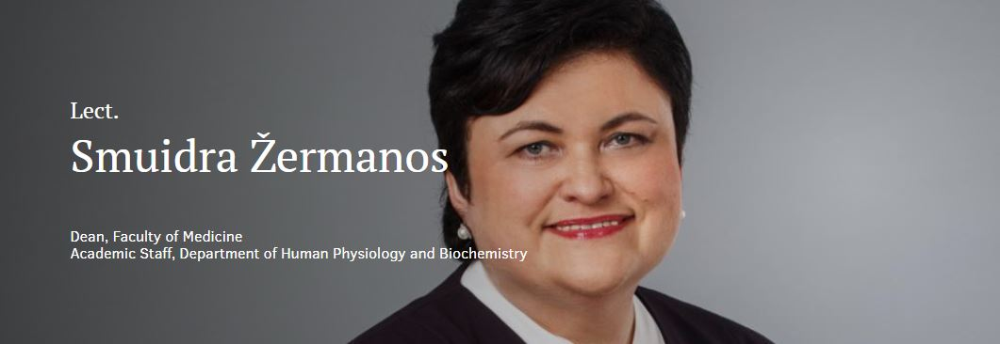 Lect.
Smuidra Žermanos
Dean, Faculty of Medicine
Academic Staff, Department of Human Physiology and Biochemistry